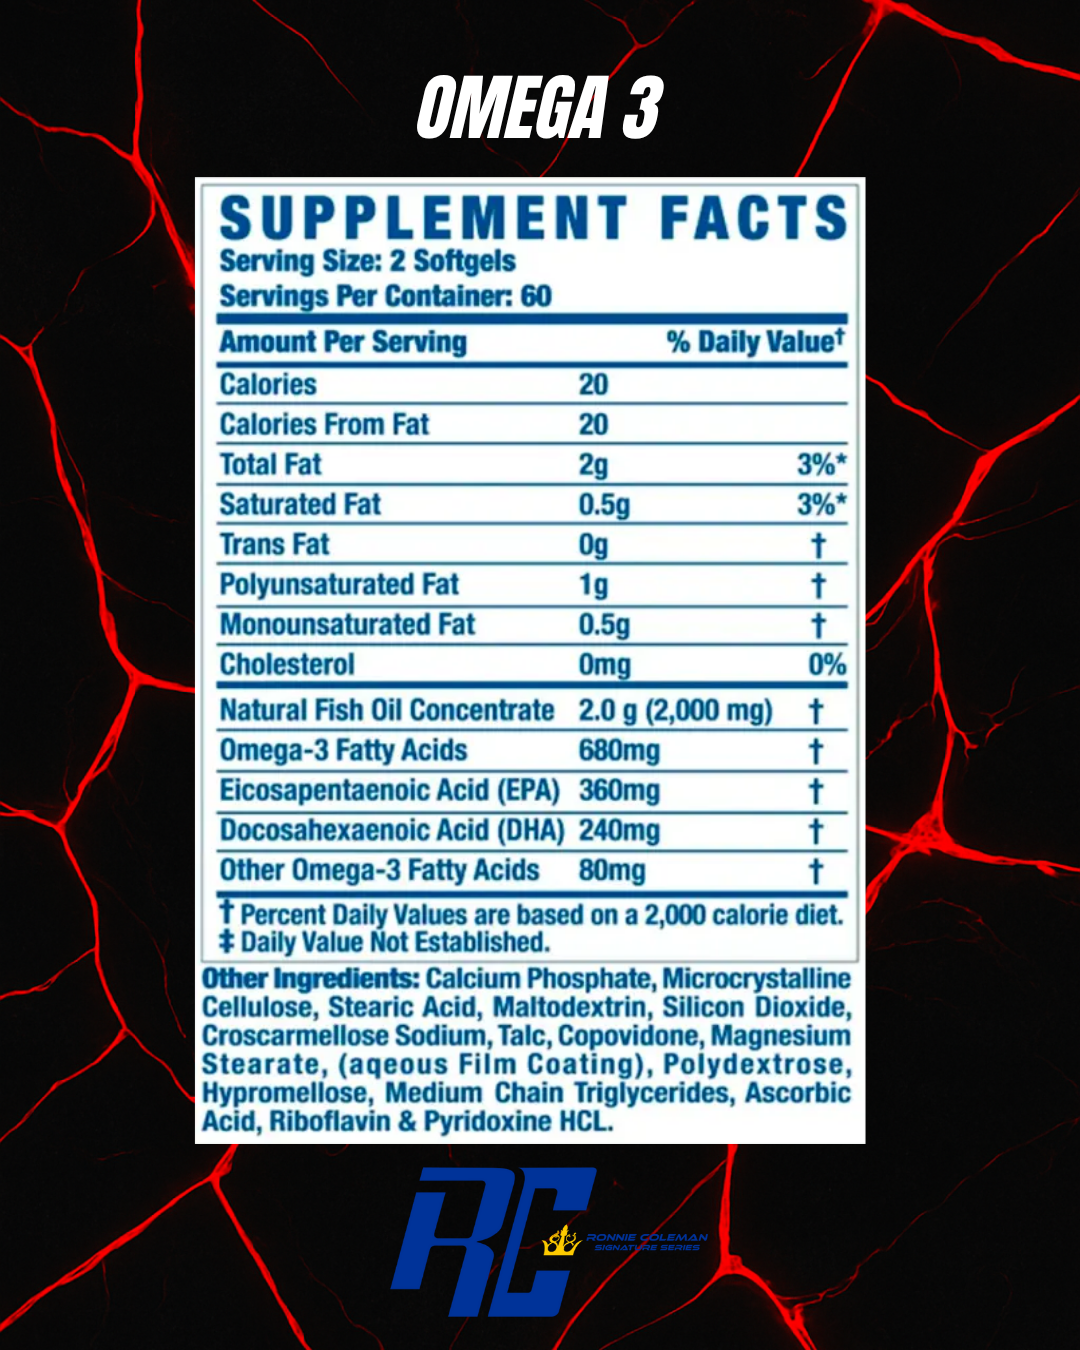 OMEGA 3
SUPPLEMENT FACTS
Serving Size: 2 Softgels
Servings Per Container: 60
Amount Per Serving % Daily Value†
Calories 20
Calories From Fat 20
Total Fat 2g 3%*
Saturated Fat 0.5g 3%*
Trans Fat 0g †
Polyunsaturated Fat 1g †
Monounsaturated Fat 0.5g †
Cholesterol 0mg 0%
Natural Fish Oil Concentrate 2.0 g (2,000 mg) †
Omega-3 Fatty Acids 680mg †
Eicosapentaenoic Acid (EPA) 360mg †
Docosahexaenoic Acid (DHA) 240mg †
Other Omega-3 Fatty Acids 80mg †
† Percent Daily Values are based on a 2,000 calorie diet.
‡ Daily Value Not Established.
Other Ingredients: Calcium Phosphate, Microcrystalline
Cellulose, Stearic Acid, Maltodextrin, Silicon Dioxide,
Croscarmellose Sodium, Talc, Copovidone, Magnesium
Stearate, (aqeous Film Coating), Polydextrose,
Hypromellose, Medium Chain Triglycerides, Ascorbic
Acid, Riboflavin & Pyridoxine HCL.
RC
RONNIE COLEMAN
SIGNATURE SERIES